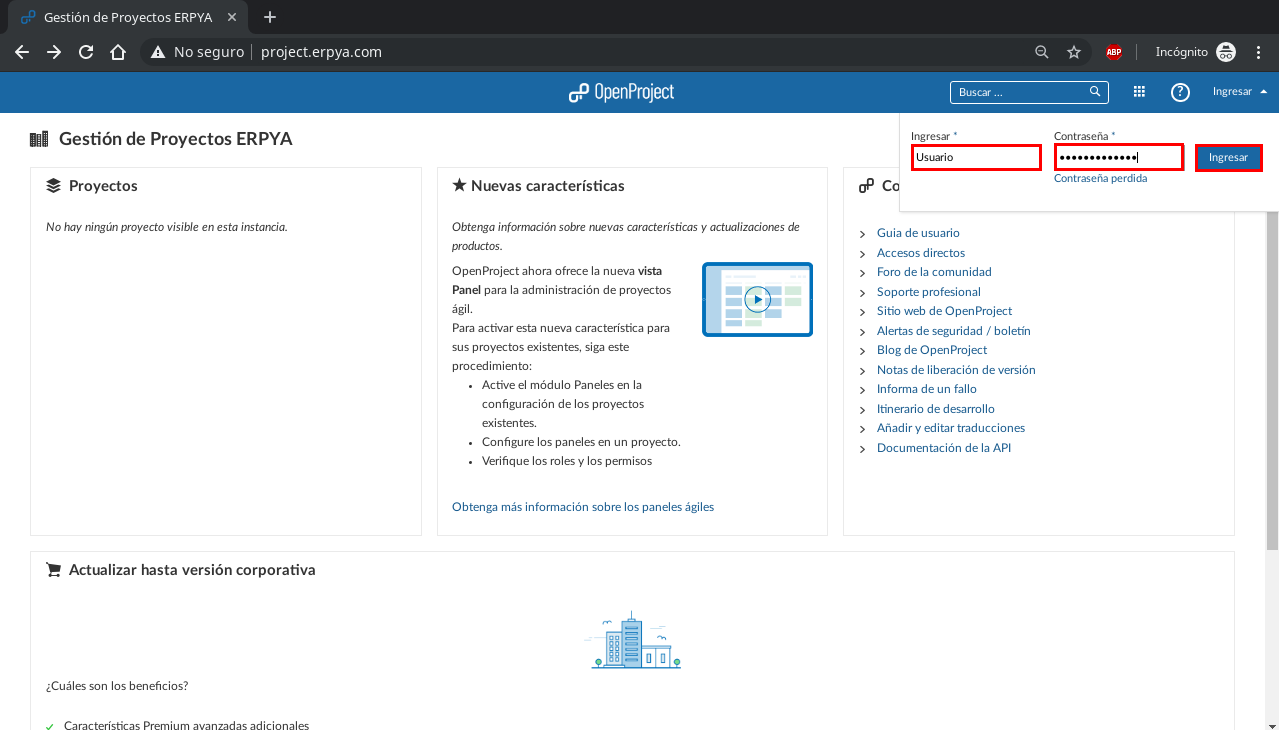 Gestión de Proyectos ERPYA
No seguro
project.erpya.com
ABP
Incógnito
OpenProject
Buscar ...
?
Ingresar
Ingresar *
Contraseña *
Usuario
•••••••••••••
Ingresar
Contraseña perdida
Gestión de Proyectos ERPYA
Proyectos
No hay ningún proyecto visible en esta instancia.
Nuevas características
Obtenga información sobre nuevas características y actualizaciones de
productos.
OpenProject ahora ofrece la nueva vista
Panel para la administración de proyectos
ágil.
Para activar esta nueva característica para
sus proyectos existentes, siga este
procedimiento:
• Active el módulo Paneles en la
configuración de los proyectos
existentes.
• Configure los paneles en un proyecto.
• Verifique los roles y los permisos
Obtenga más información sobre los paneles ágiles
Co
Guia de usuario
Accesos directos
Foro de la comunidad
Soporte profesional
Sitio web de OpenProject
Alertas de seguridad / boletín
Blog de OpenProject
Notas de liberación de versión
Informa de un fallo
Itinerario de desarrollo
Añadir y editar traducciones
Documentación de la API
Actualizar hasta versión corporativa
¿Cuáles son los beneficios?
Características Premium avanzadas adicionales